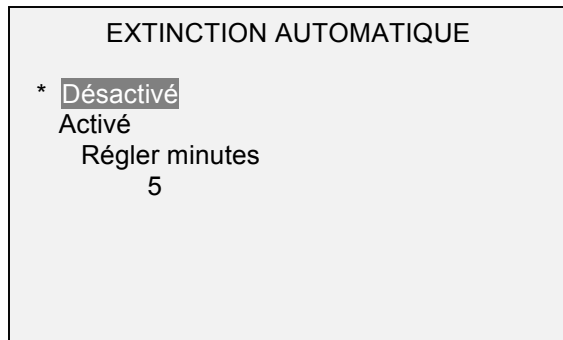 EXTINCTION AUTOMATIQUE
* Désactivé
Activé
Régler minutes
5